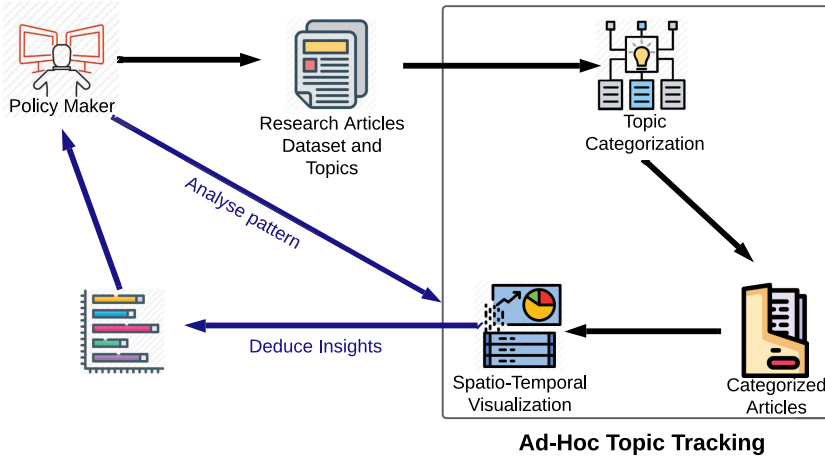 Policy Maker
Research Articles
Dataset and
Topics
Topic
Categorization
Analyse pattern
Deduce Insights
Spatio-Temporal
Visualization
Categorized
Articles
Ad-Hoc Topic Tracking